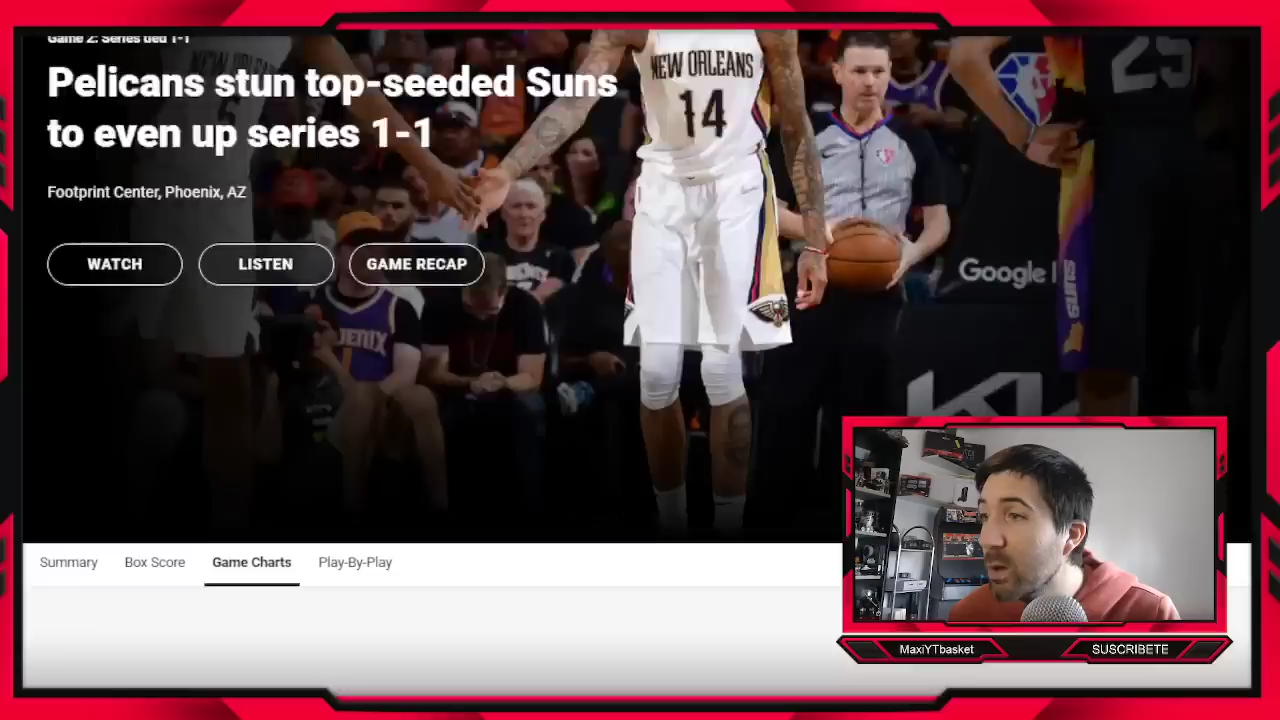 Game 2: Series tied 1-1
Pelicans stun top-seeded Suns
to even up series 1-1
Footprint Center, Phoenix, AZ
WATCH
LISTEN
GAME RECAP
NEW ORLEANS
14
25
Google
SUNS
Summary
Box Score
Game Charts
Play-By-Play
MaxiYTbasket
SUSCRIBETE